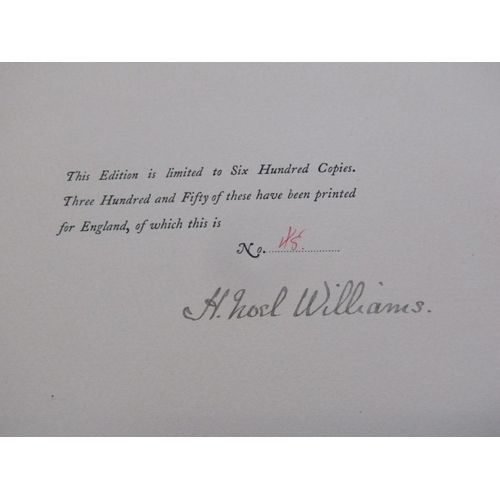 This Edition is limited to Six Hundred Copies.
Three Hundred and Fifty of these have been printed
for England, of which this is
No. 45.
H. Noel Williams.